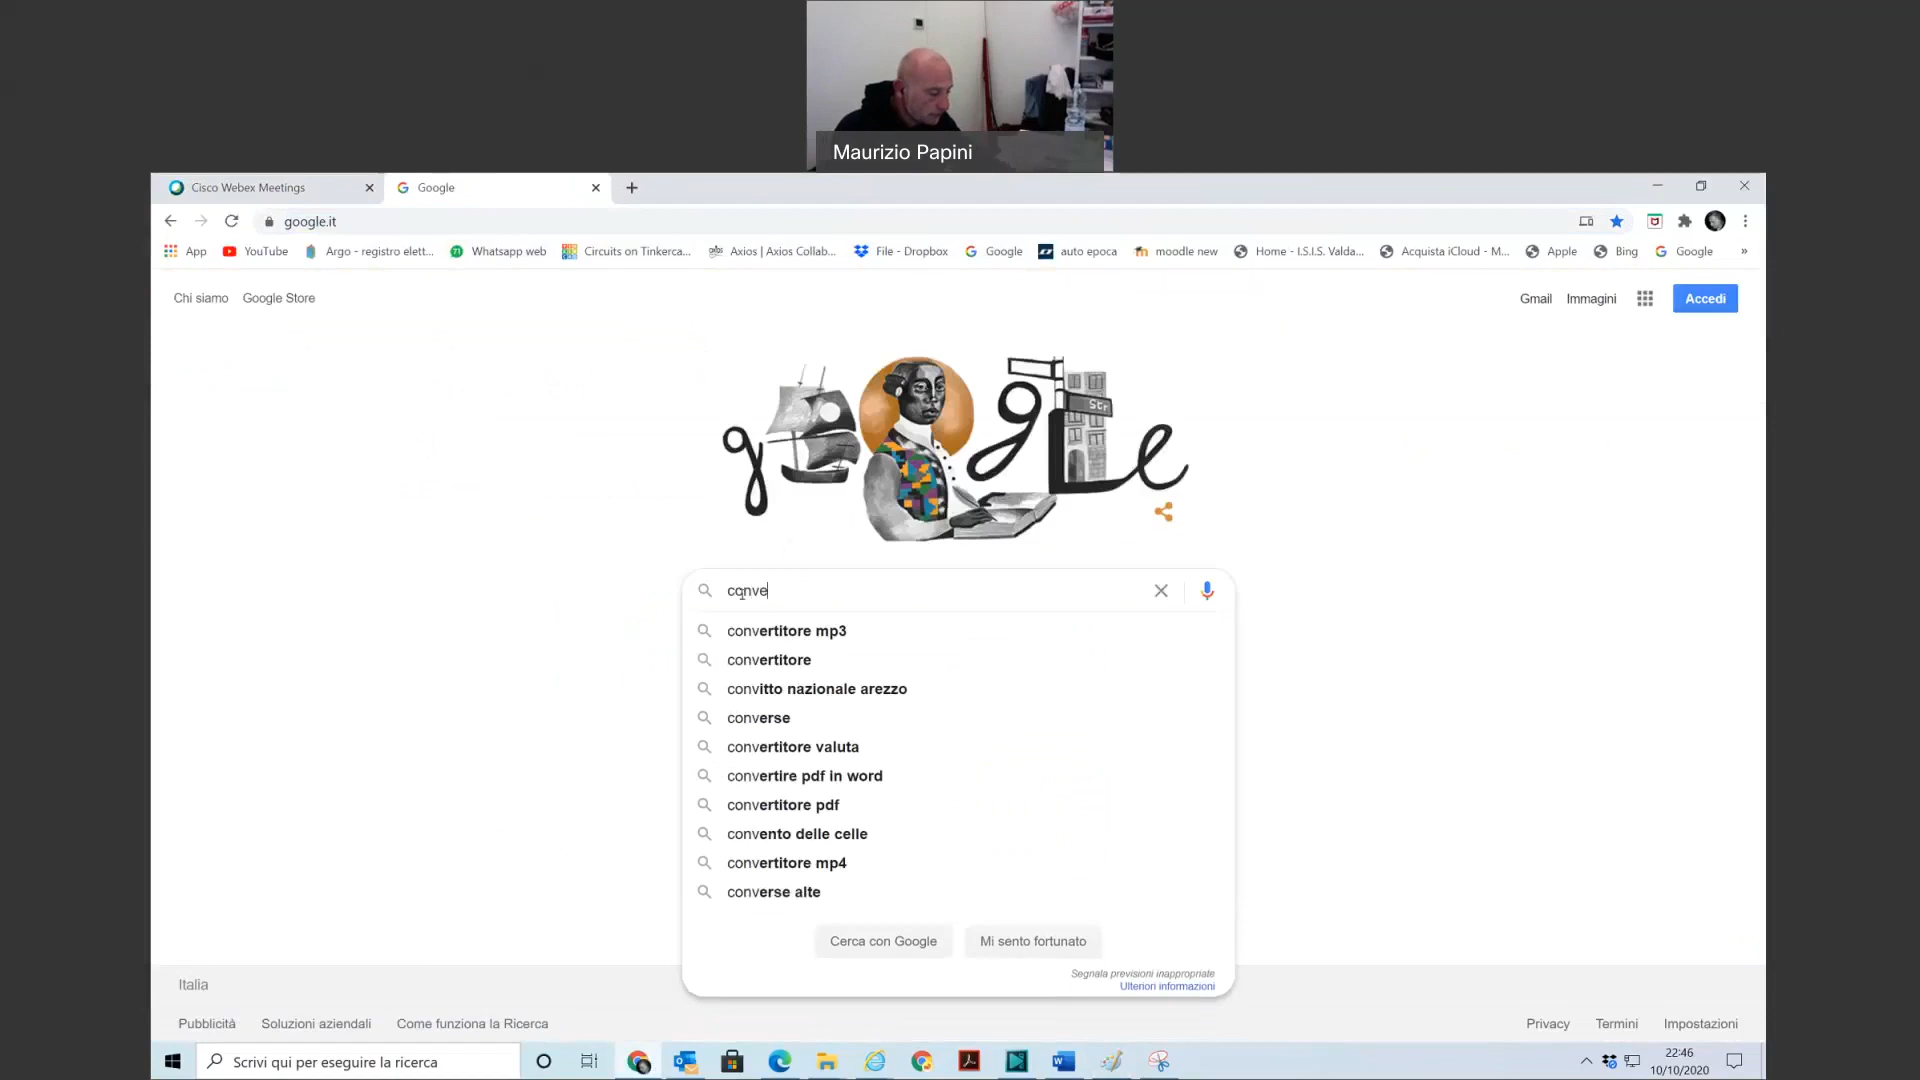 Maurizio Papini
Cisco Webex Meetings
Google
google.it
App
YouTube
Argo - registro elett...
Whatsapp web
Circuits on Tinkerca...
Axios | Axios Collab...
File - Dropbox
Google
auto epoca
moodle new
Home - I.S.I.S. Valda...
Acquista iCloud - M...
Apple
Bing
Google
»
Chi siamo
Google Store
Gmail
Immagini
Accedi
Str
conve
convertitore mp3
convertitore
convitto nazionale arezzo
converse
convertitore valuta
convertire pdf in word
convertitore pdf
convento delle celle
convertitore mp4
converse alte
Cerca con Google
Mi sento fortunato
Segnala previsioni inappropriate
Ulteriori informazioni
Italia
Pubblicità
Soluzioni aziendali
Come funziona la Ricerca
Privacy
Termini
Impostazioni
Scrivi qui per eseguire la ricerca
22:46
10/10/2020